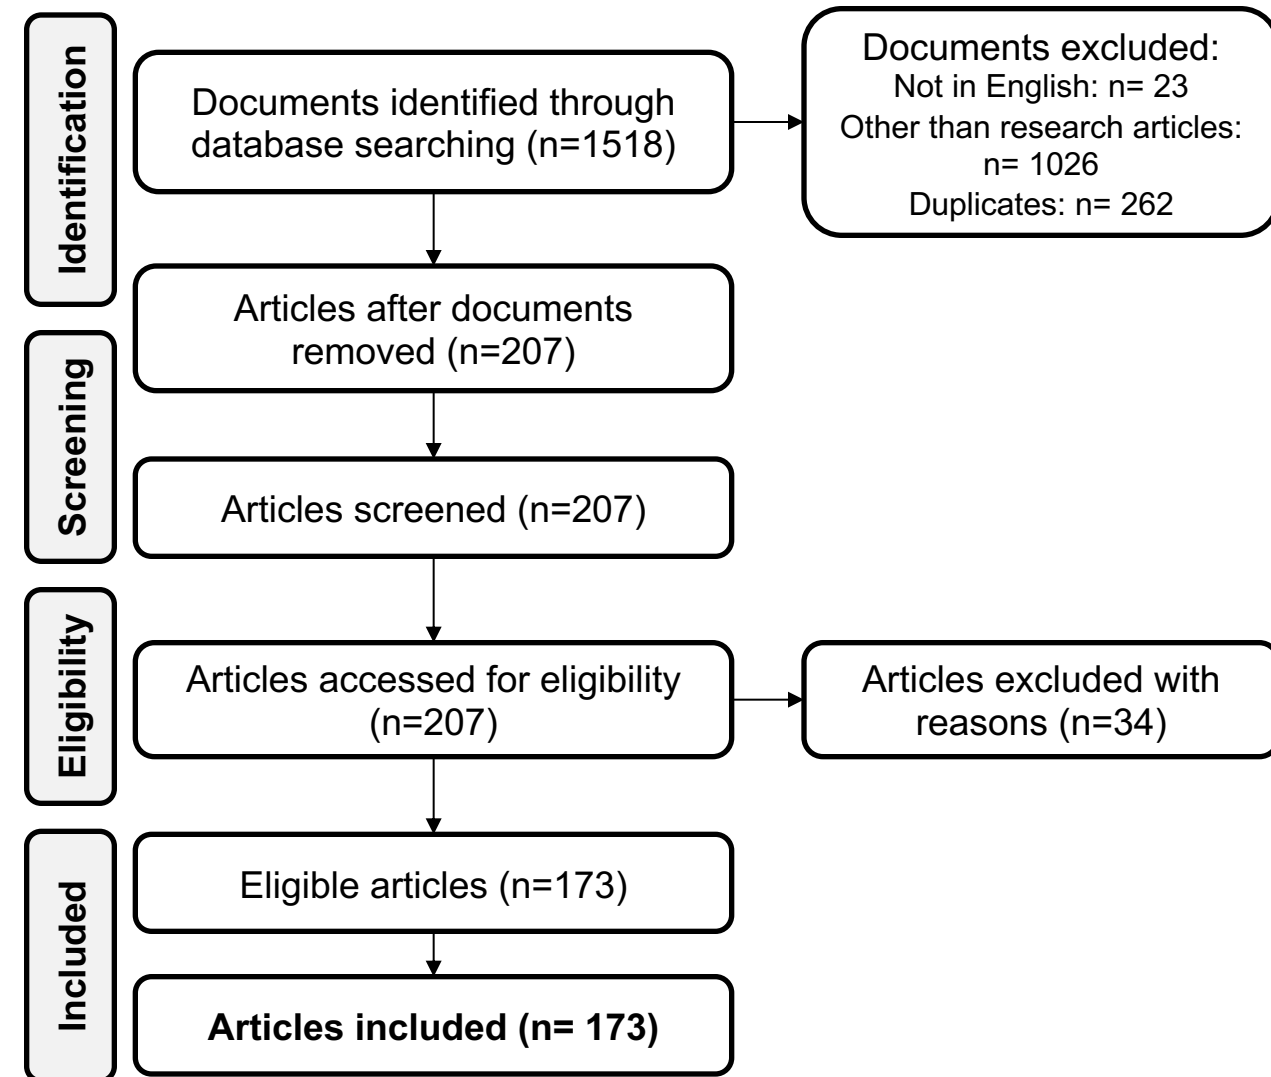 Identification
Documents identified through
database searching (n=1518)
Documents excluded:
Not in English: n= 23
Other than research articles:
n= 1026
Duplicates: n= 262
Articles after documents
removed (n=207)
Screening
Articles screened (n=207)
Eligibility
Articles accessed for eligibility
(n=207)
Articles excluded with
reasons (n=34)
Included
Eligible articles (n=173)
Articles included (n= 173)